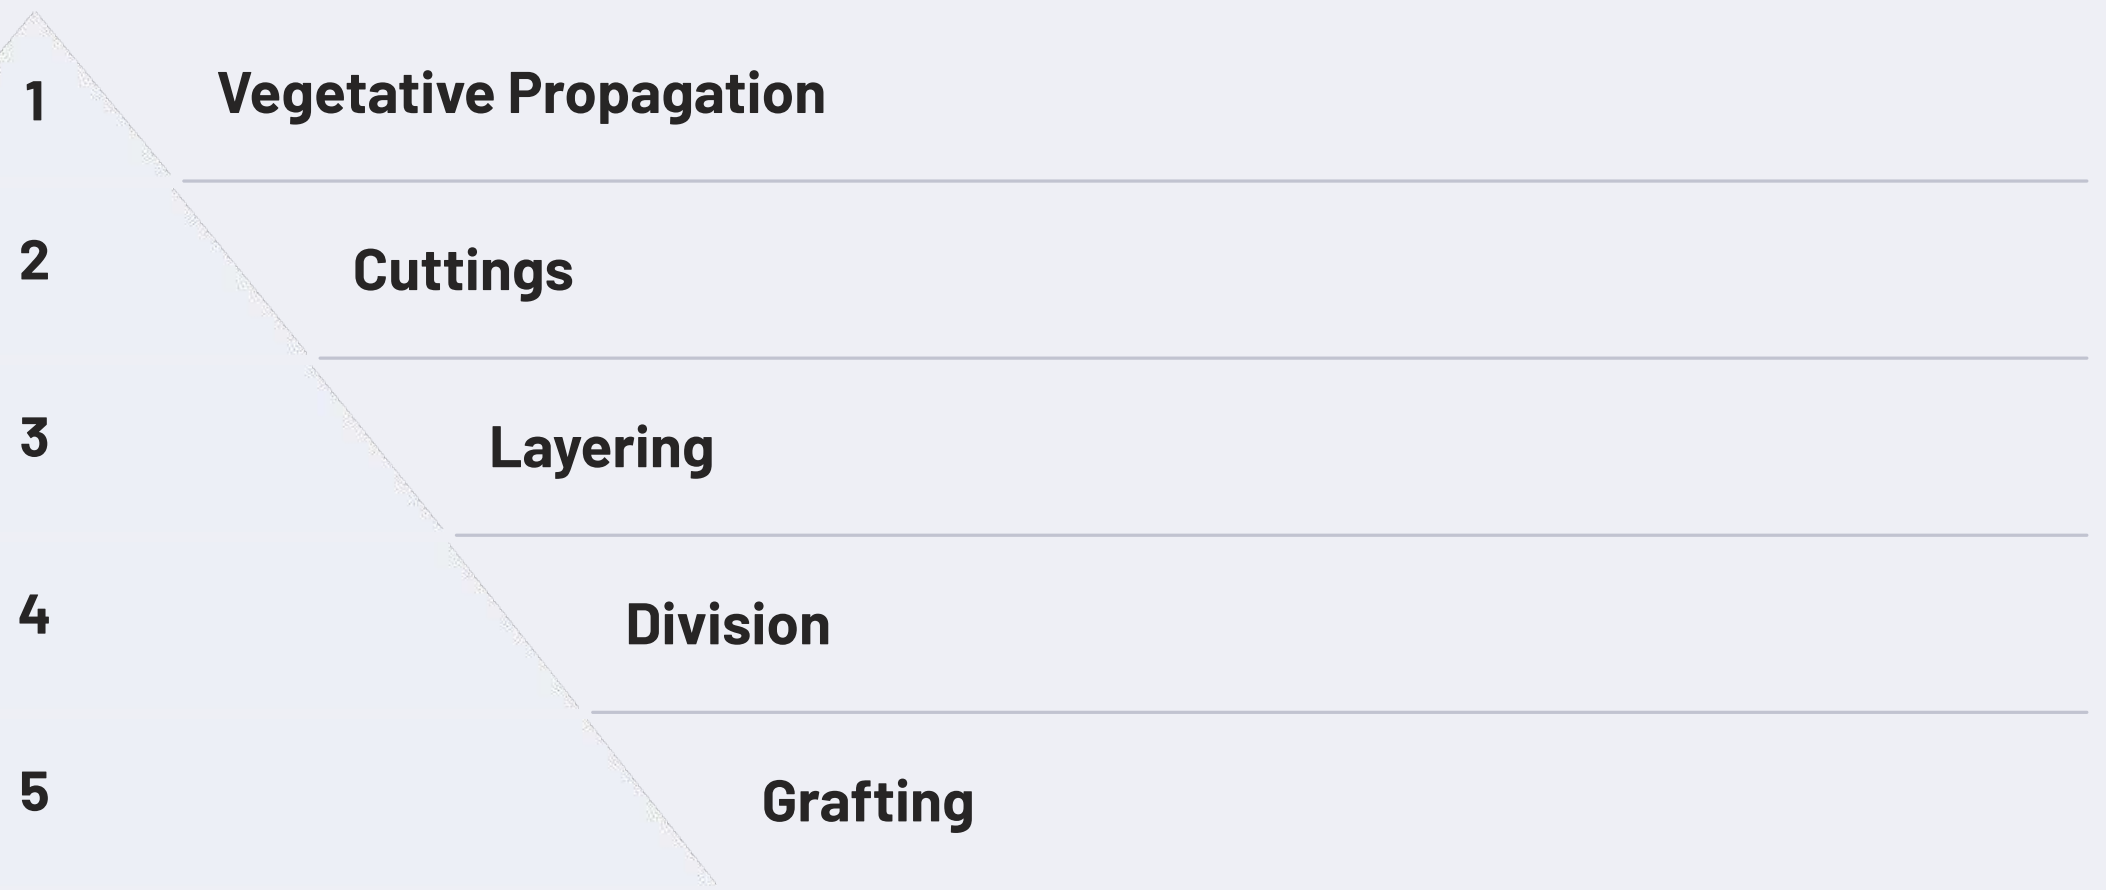 1 Vegetative Propagation
2 Cuttings
3 Layering
4 Division
5 Grafting